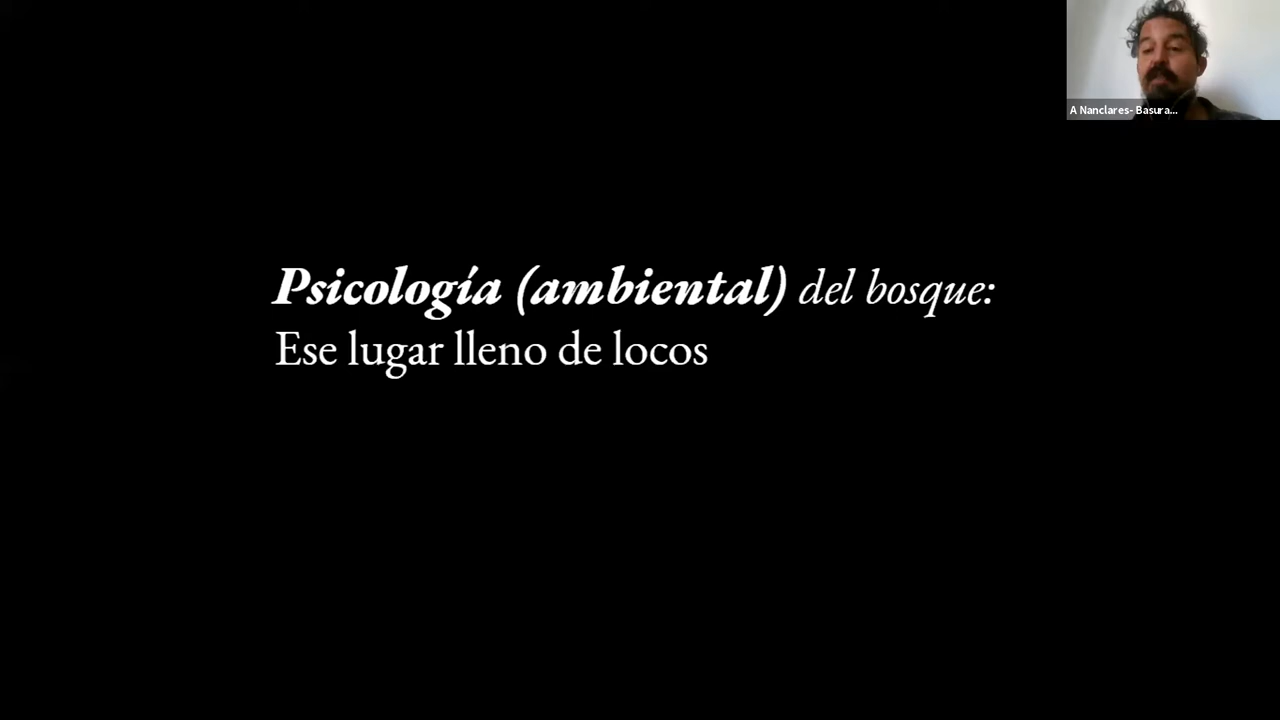 A Nanclares- Basura...
Psicología (ambiental) del bosque:
Ese lugar lleno de locos